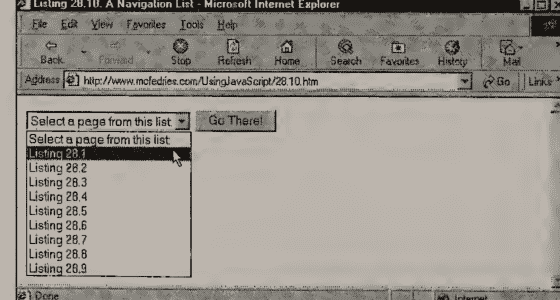 Listing 28.10. A Navigation List - Microsoft Internet Explorer
File Edit View Favorites Tools Help
Back Forward Stop Refresh Home Search Favorites History Mail
Address http://www.mcfedries.com/UsingJavaScript/28.10.htm Go Links
Select a page from this list Go There!
Select a page from this list
Listing 28.1
Listing 28.2
Listing 28.3
Listing 28.4
Listing 28.5
Listing 28.6
Listing 28.7
Listing 28.8
Listing 28.9
Done Internet